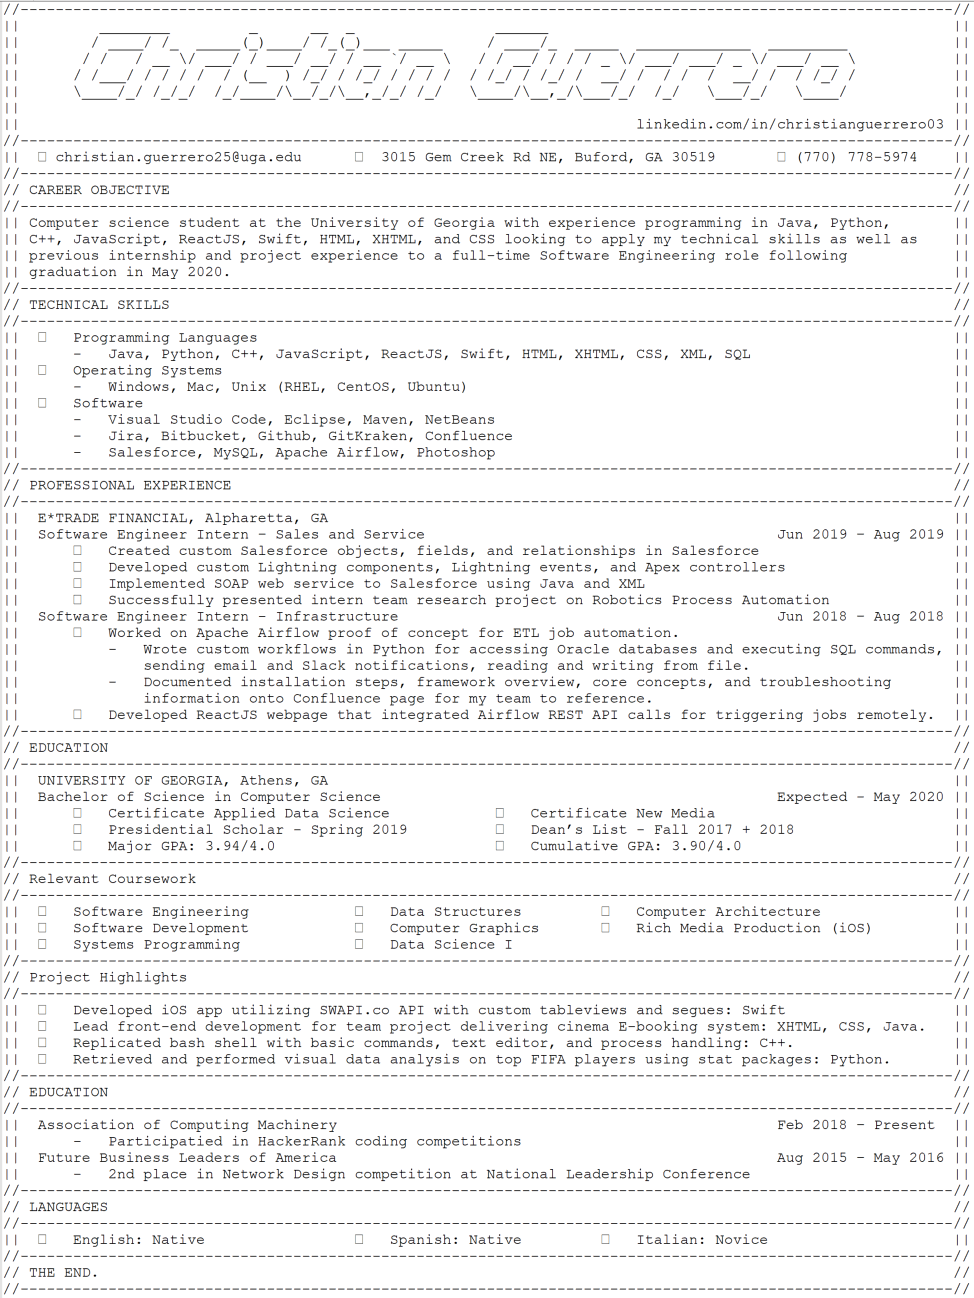 Christian Guerrero
linkedin.com/in/christianguerrero03
christian.guerrero25@uga.edu 3015 Gem Creek Rd NE, Buford, GA 30519 (770) 778-5974
// CAREER OBJECTIVE //
|| Computer science student at the University of Georgia with experience programming in Java, Python, ||
|| C++, JavaScript, ReactJS, Swift, HTML, XHTML, and CSS looking to apply my technical skills as well as ||
|| previous internship and project experience to a full-time Software Engineering role following ||
|| graduation in May 2020. ||
// TECHNICAL SKILLS //
|| □ Programming Languages ||
|| - Java, Python, C++, JavaScript, ReactJS, Swift, HTML, XHTML, CSS, XML, SQL ||
|| □ Operating Systems ||
|| - Windows, Mac, Unix (RHEL, CentOS, Ubuntu) ||
|| □ Software ||
|| - Visual Studio Code, Eclipse, Maven, NetBeans ||
|| - Jira, Bitbucket, Github, GitKraken, Confluence ||
|| - Salesforce, MySQL, Apache Airflow, Photoshop ||
// PROFESSIONAL EXPERIENCE //
|| E*TRADE FINANCIAL, Alpharetta, GA ||
|| Software Engineer Intern - Sales and Service Jun 2019 - Aug 2019 ||
|| □ Created custom Salesforce objects, fields, and relationships in Salesforce ||
|| □ Developed custom Lightning components, Lightning events, and Apex controllers ||
|| □ Implemented SOAP web service to Salesforce using Java and XML ||
|| □ Successfully presented intern team research project on Robotics Process Automation ||
|| Software Engineer Intern - Infrastructure Jun 2018 - Aug 2018 ||
|| □ Worked on Apache Airflow proof of concept for ETL job automation. ||
|| - Wrote custom workflows in Python for accessing Oracle databases and executing SQL commands, ||
|| sending email and Slack notifications, reading and writing from file. ||
|| - Documented installation steps, framework overview, core concepts, and troubleshooting ||
|| information onto Confluence page for my team to reference. ||
|| □ Developed ReactJS webpage that integrated Airflow REST API calls for triggering jobs remotely. ||
// EDUCATION //
|| UNIVERSITY OF GEORGIA, Athens, GA ||
|| Bachelor of Science in Computer Science Expected - May 2020 ||
|| □ Certificate Applied Data Science □ Certificate New Media ||
|| □ Presidential Scholar - Spring 2019 □ Dean's List - Fall 2017 + 2018 ||
|| □ Major GPA: 3.94/4.0 □ Cumulative GPA: 3.90/4.0 ||
// Relevant Coursework //
|| □ Software Engineering □ Data Structures □ Computer Architecture ||
|| □ Software Development □ Computer Graphics □ Rich Media Production (iOS) ||
|| □ Systems Programming □ Data Science I ||
// Project Highlights //
|| □ Developed iOS app utilizing SWAPI.co API with custom tableviews and segues: Swift ||
|| □ Lead front-end development for team project delivering cinema E-booking system: XHTML, CSS, Java. ||
|| □ Replicated bash shell with basic commands, text editor, and process handling: C++. ||
|| □ Retrieved and performed visual data analysis on top FIFA players using stat packages: Python. ||
// EDUCATION //
|| Association of Computing Machinery Feb 2018 - Present ||
|| - Participatied in HackerRank coding competitions ||
|| Future Business Leaders of America Aug 2015 - May 2016 ||
|| - 2nd place in Network Design competition at National Leadership Conference ||
// LANGUAGES //
|| □ English: Native □ Spanish: Native □ Italian: Novice ||
// THE END. //